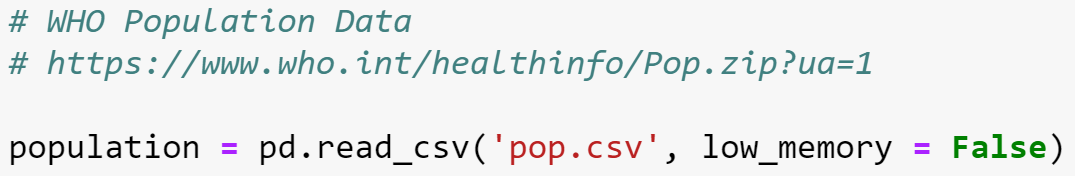 # WHO Population Data
# https://www.who.int/healthinfo/Pop.zip?ua=1
population = pd.read_csv('pop.csv', low_memory = False)